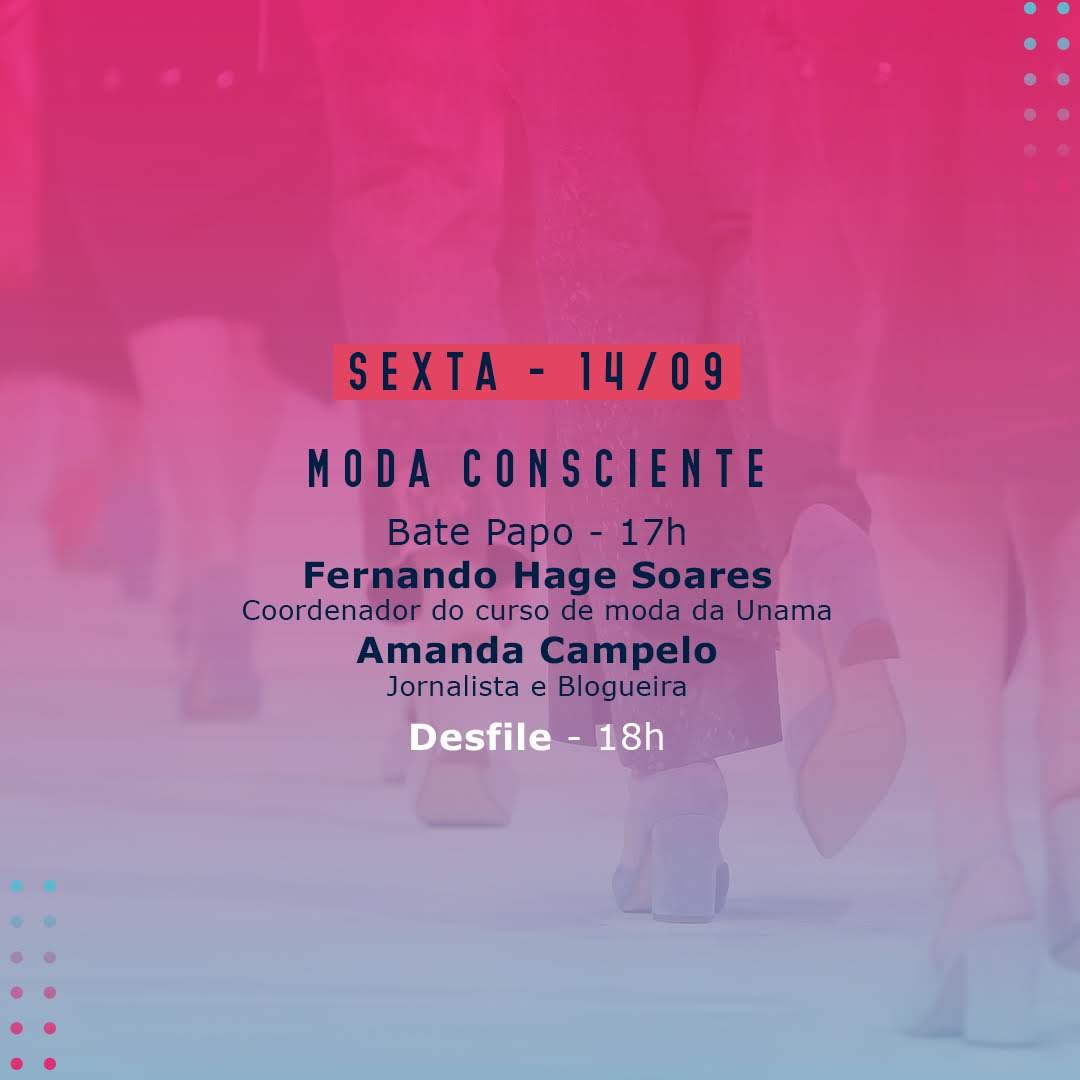 SEXTA - 14/09
MODA CONSCIENTE
Bate Papo - 17h
Fernando Hage Soares
Coordenador do curso de moda da Unama
Amanda Campelo
Jornalista e Blogueira
Desfile - 18h